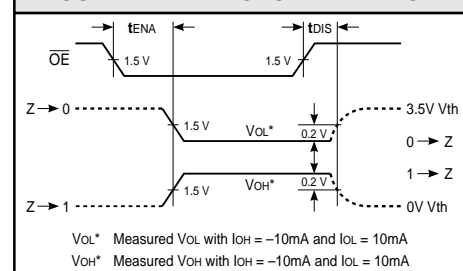 tENA
tDIS
OE
1.5 V
1.5 V
Z → 0
3.5V Vth
1.5 V
VOL*
0.2 V
0 → Z
1 → Z
1.5 V
VOH*
0.2 V
Z → 1
0V Vth
VOL* Measured VOL with IOH = –10mA and IOL = 10mA
VOH* Measured VOH with IOH = –10mA and IOL = 10mA